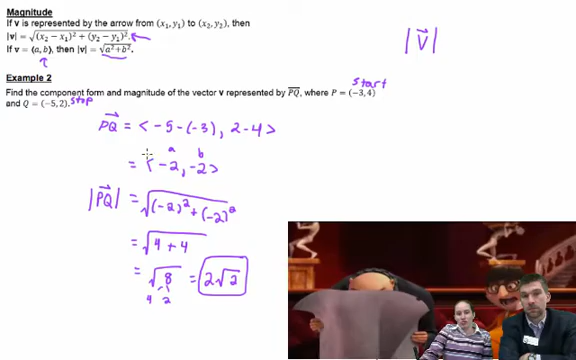 Magnitude
If v is represented by the arrow from (x₁, y₁) to (x₂, y₂), then
|v| = √(x₂ − x₁)² + (y₂ − y₁)².
If v = ⟨a, b⟩, then |v| = √a² + b².
|V⃗|
Example 2
Find the component form and magnitude of the vector v represented by PQ⃗, where P = (−3, 4) start
and Q = (−5, 2). stop
PQ⃗ = < −5 − (−3), 2 − 4 >
a b
= < −2, −2 >
|PQ⃗| = √(−2)² + (−2)²
= √4 + 4
= √8 = 2√2
4 2